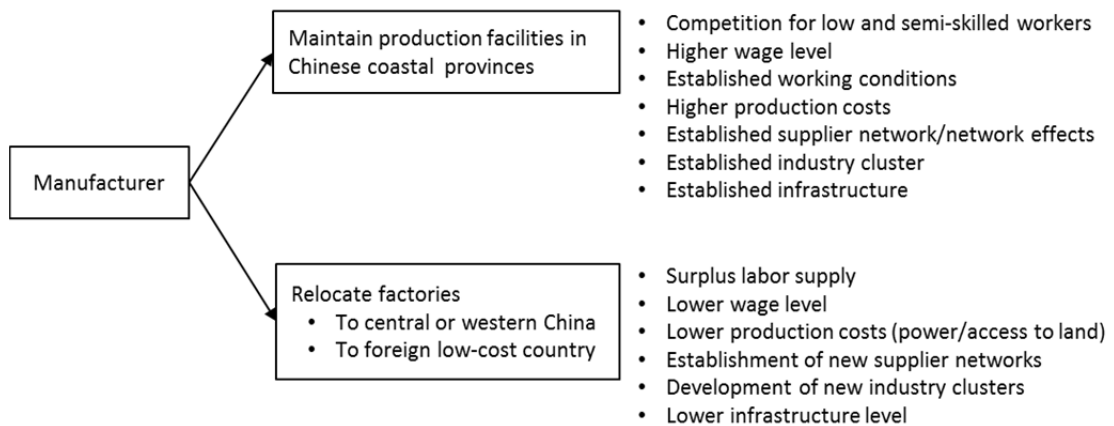 Manufacturer
Maintain production facilities in
Chinese coastal provinces
• Competition for low and semi-skilled workers
• Higher wage level
• Established working conditions
• Higher production costs
• Established supplier network/network effects
• Established industry cluster
• Established infrastructure
Relocate factories
• To central or western China
• To foreign low-cost country
• Surplus labor supply
• Lower wage level
• Lower production costs (power/access to land)
• Establishment of new supplier networks
• Development of new industry clusters
• Lower infrastructure level